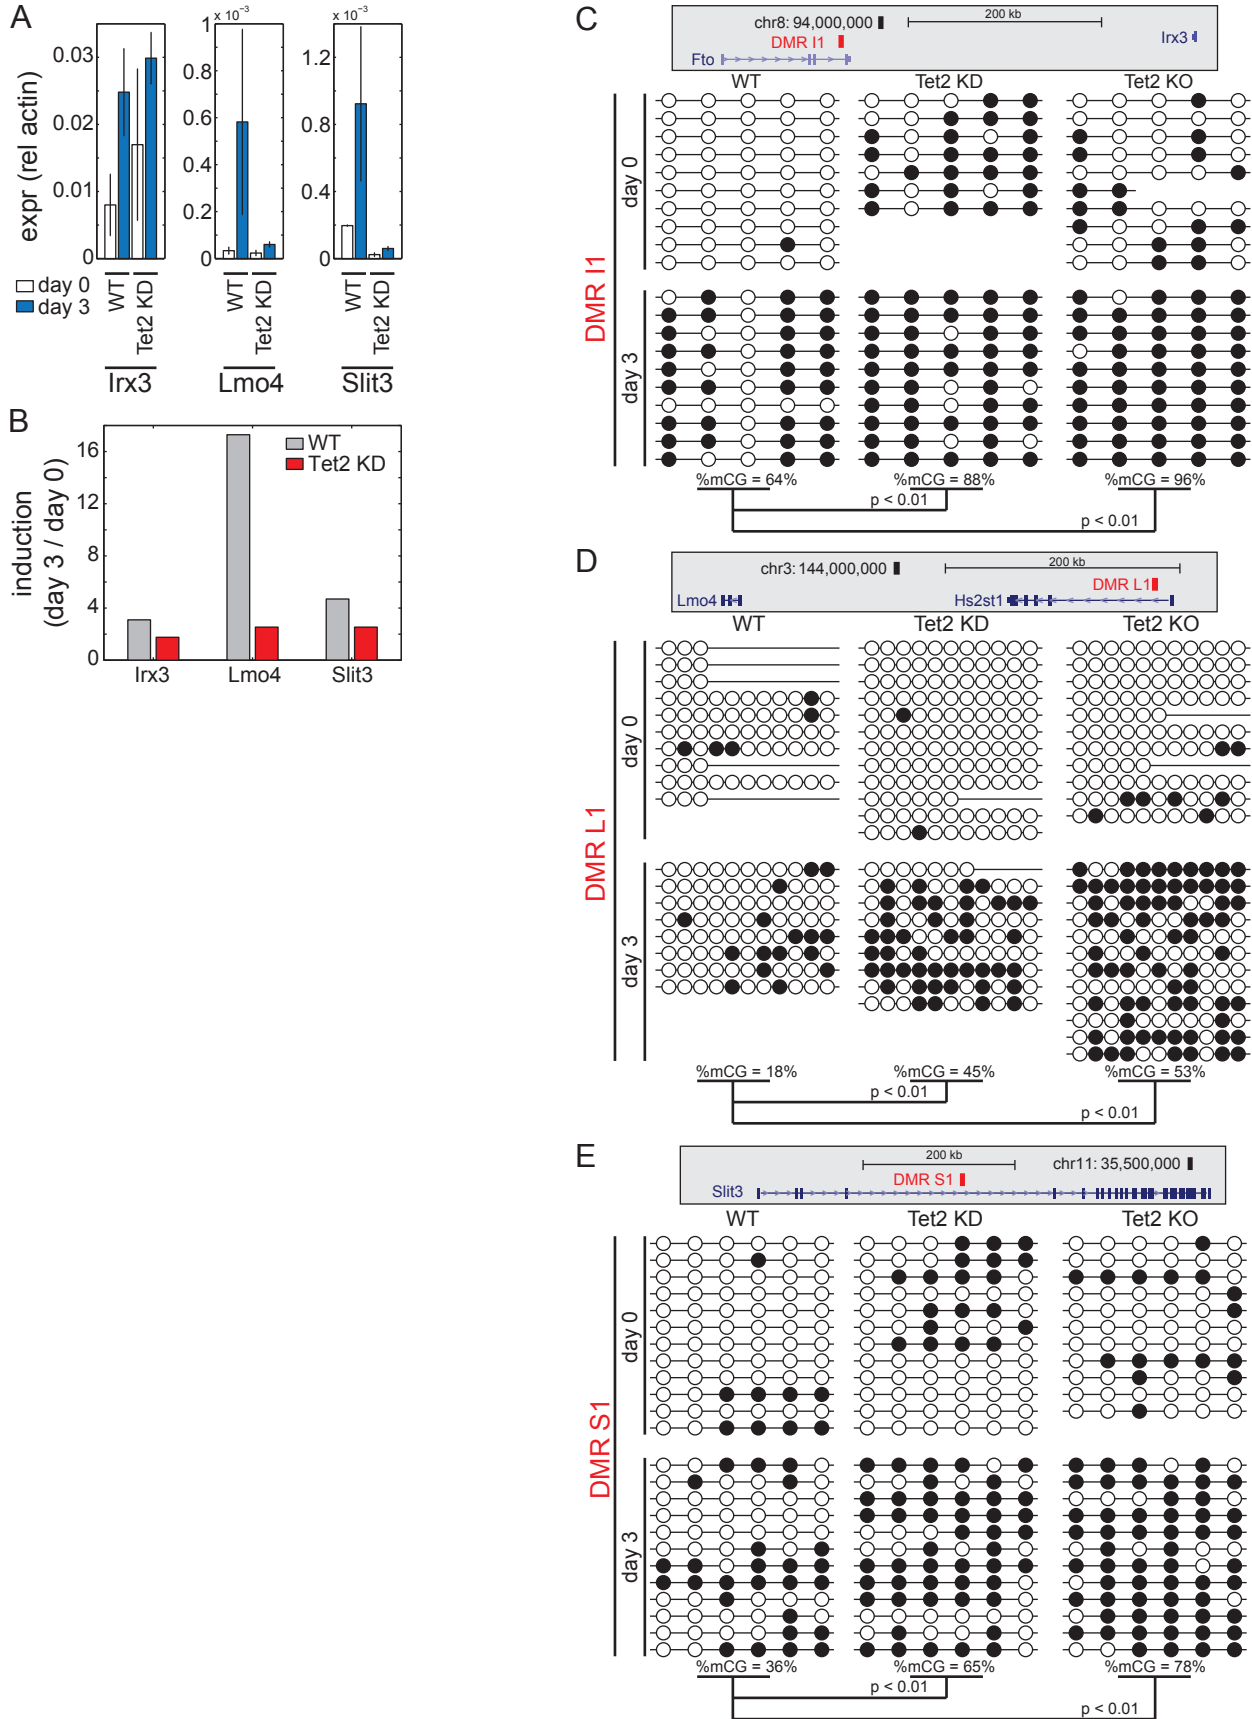 A
x 10⁻³
x 10⁻³
expr (rel actin)
0.03
0.02
0.01
0
1
0.8
0.6
0.4
0.2
0
1.2
0.8
0.4
0
day 0
day 3
WT
Tet2 KD
WT
Tet2 KD
WT
Tet2 KD
Irx3
Lmo4
Slit3
B
induction
(day 3 / day 0)
16
12
8
4
0
WT
Tet2 KD
Irx3
Lmo4
Slit3
C
chr8: 94,000,000
200 kb
DMR I1
Irx3
Fto
WT
Tet2 KD
Tet2 KO
DMR I1
day 0
day 3
%mCG = 64%
%mCG = 88%
%mCG = 96%
p < 0.01
p < 0.01
D
chr3: 144,000,000
200 kb
DMR L1
Lmo4
Hs2st1
WT
Tet2 KD
Tet2 KO
DMR L1
day 0
day 3
%mCG = 18%
%mCG = 45%
%mCG = 53%
p < 0.01
p < 0.01
E
200 kb
chr11: 35,500,000
DMR S1
Slit3
WT
Tet2 KD
Tet2 KO
DMR S1
day 0
day 3
%mCG = 36%
%mCG = 65%
%mCG = 78%
p < 0.01
p < 0.01